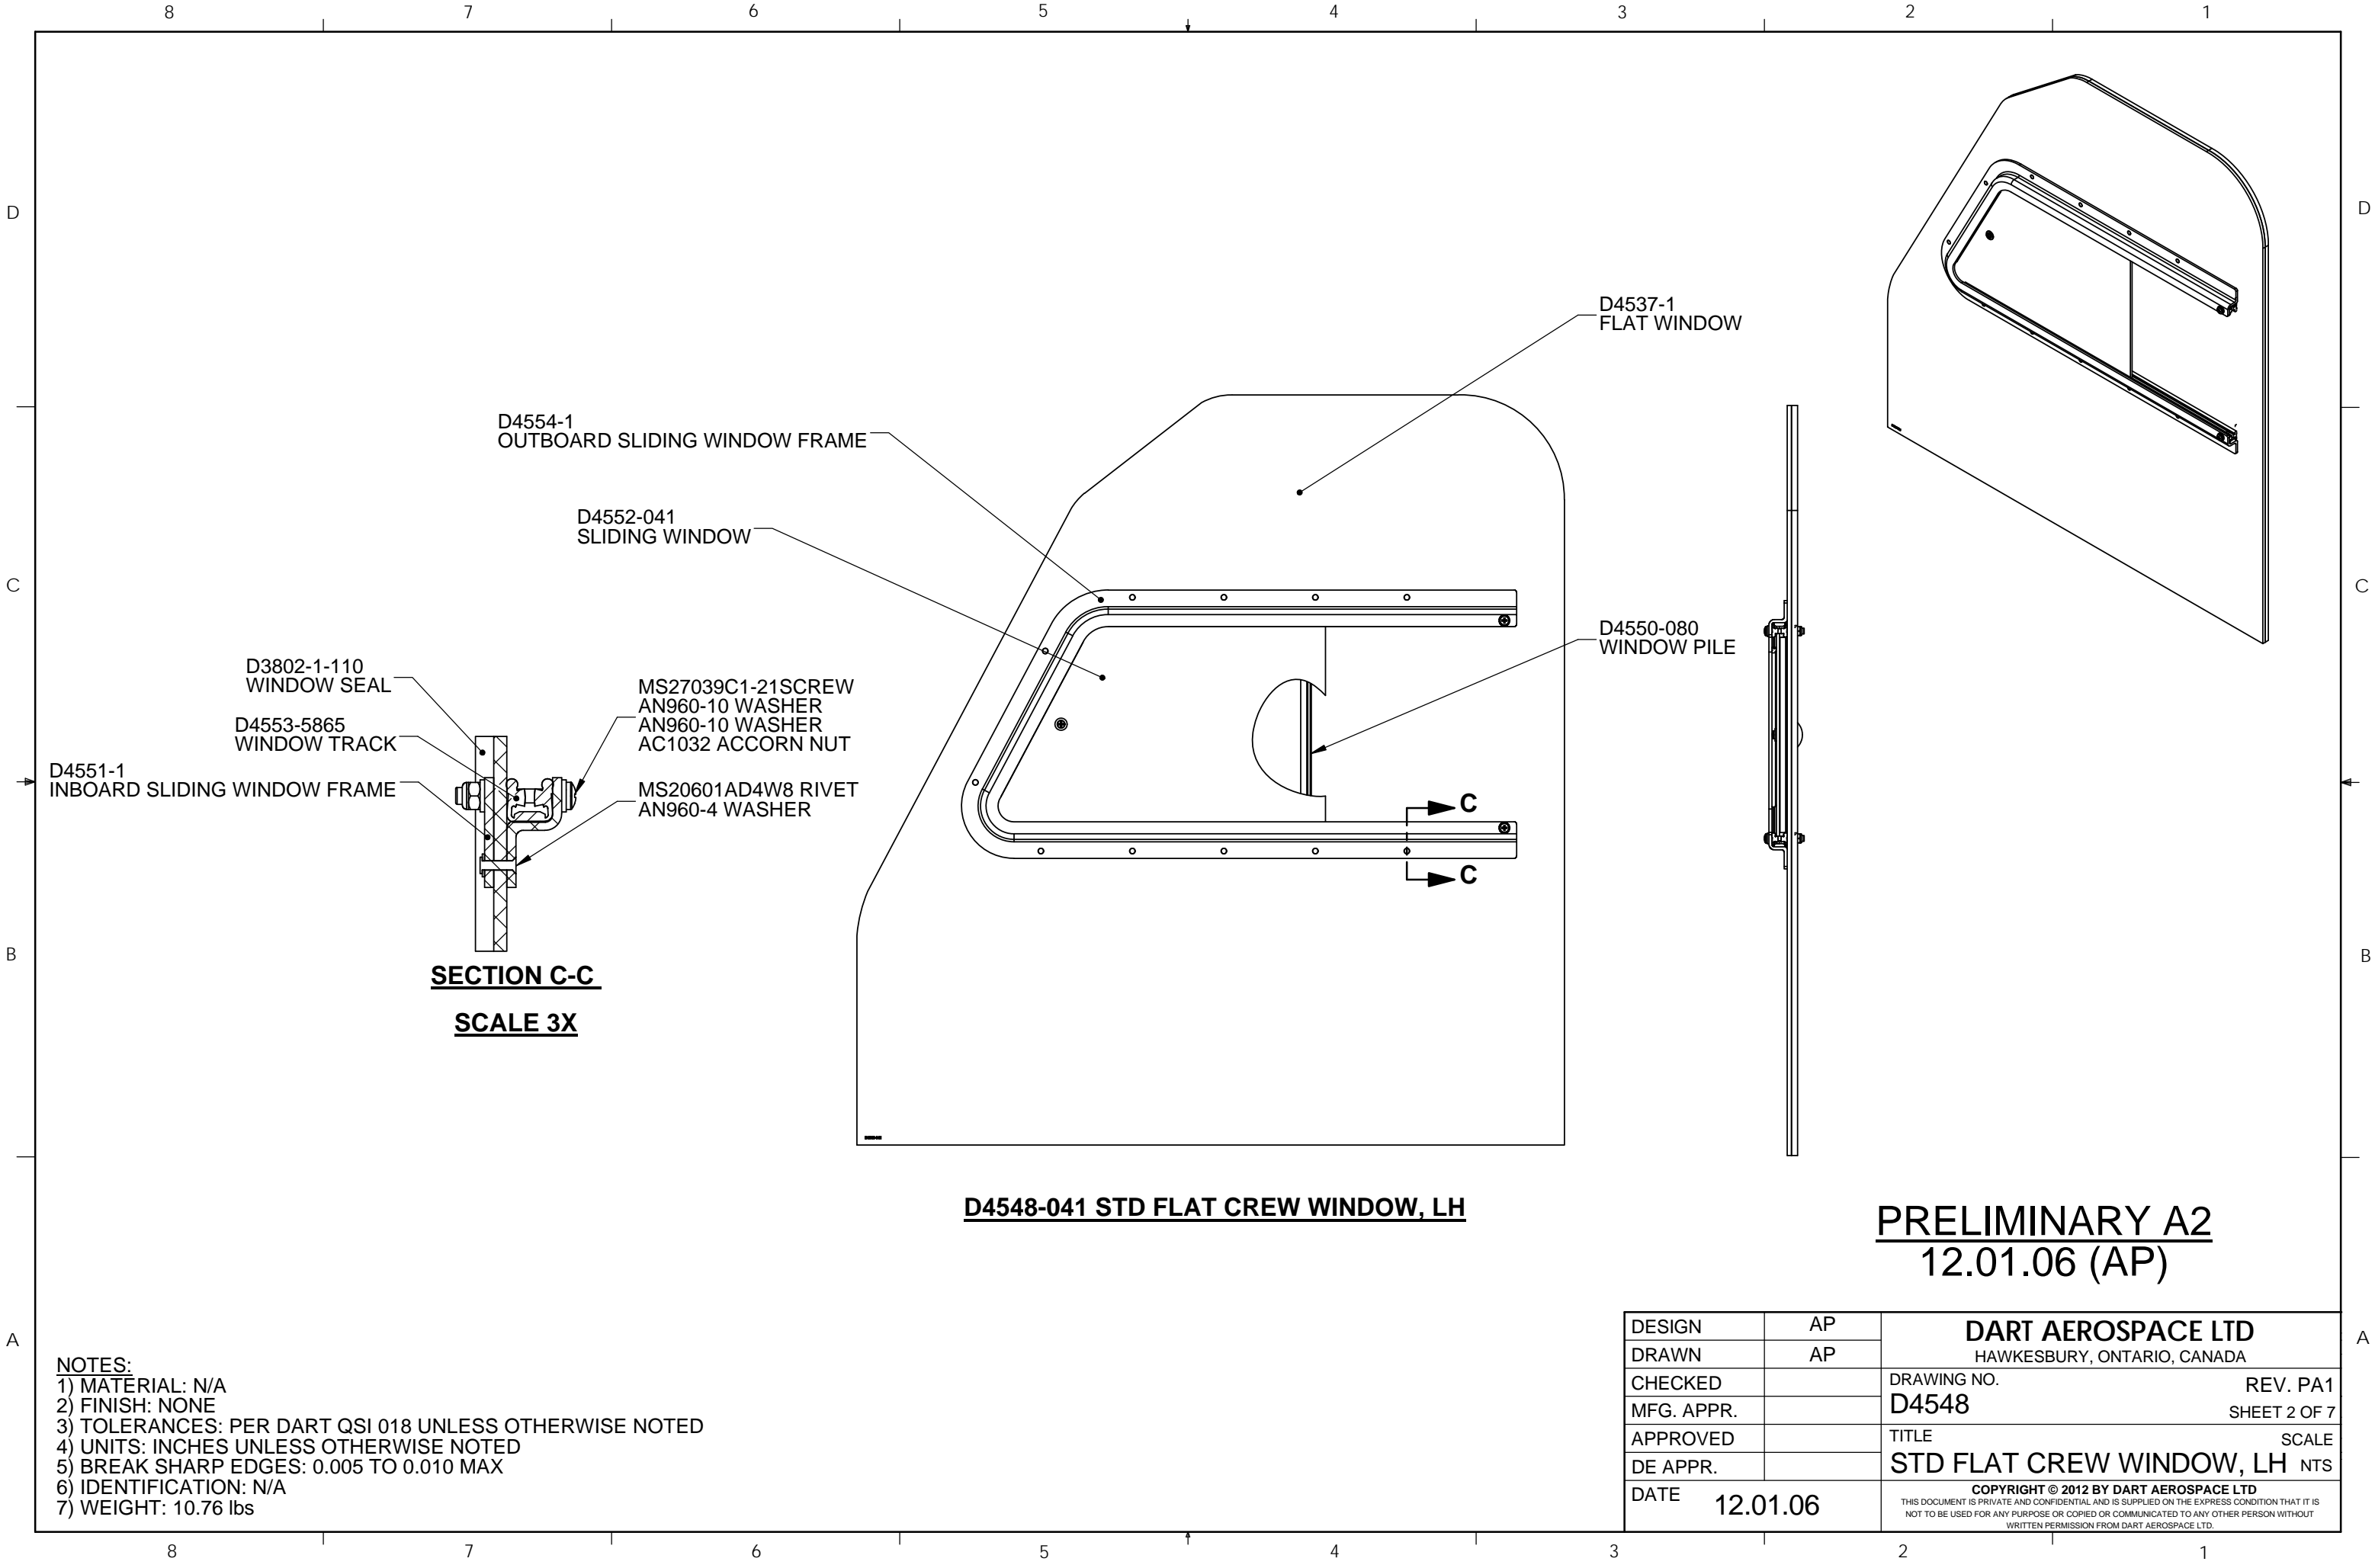 8 7 6 5 4 3 2 1
D D
C C
B B
A A
D4537-1
FLAT WINDOW
D4554-1
OUTBOARD SLIDING WINDOW FRAME
D4552-041
SLIDING WINDOW
D4550-080
WINDOW PILE
D3802-1-110
WINDOW SEAL
D4553-5865
WINDOW TRACK
D4551-1
INBOARD SLIDING WINDOW FRAME
MS27039C1-21SCREW
AN960-10 WASHER
AN960-10 WASHER
AC1032 ACCORN NUT
MS20601AD4W8 RIVET
AN960-4 WASHER
C
C
SECTION C-C
SCALE 3X
D4548-041 STD FLAT CREW WINDOW, LH
PRELIMINARY A2
12.01.06 (AP)
NOTES:
1) MATERIAL: N/A
2) FINISH: NONE
3) TOLERANCES: PER DART QSI 018 UNLESS OTHERWISE NOTED
4) UNITS: INCHES UNLESS OTHERWISE NOTED
5) BREAK SHARP EDGES: 0.005 TO 0.010 MAX
6) IDENTIFICATION: N/A
7) WEIGHT: 10.76 lbs
DESIGN AP
DRAWN AP
CHECKED
MFG. APPR.
APPROVED
DE APPR.
DATE 12.01.06
DART AEROSPACE LTD
HAWKESBURY, ONTARIO, CANADA
DRAWING NO. REV. PA1
D4548 SHEET 2 OF 7
TITLE SCALE
STD FLAT CREW WINDOW, LH NTS
COPYRIGHT © 2012 BY DART AEROSPACE LTD
THIS DOCUMENT IS PRIVATE AND CONFIDENTIAL AND IS SUPPLIED ON THE EXPRESS CONDITION THAT IT IS
NOT TO BE USED FOR ANY PURPOSE OR COPIED OR COMMUNICATED TO ANY OTHER PERSON WITHOUT
WRITTEN PERMISSION FROM DART AEROSPACE LTD.
8 7 6 5 4 3 2 1